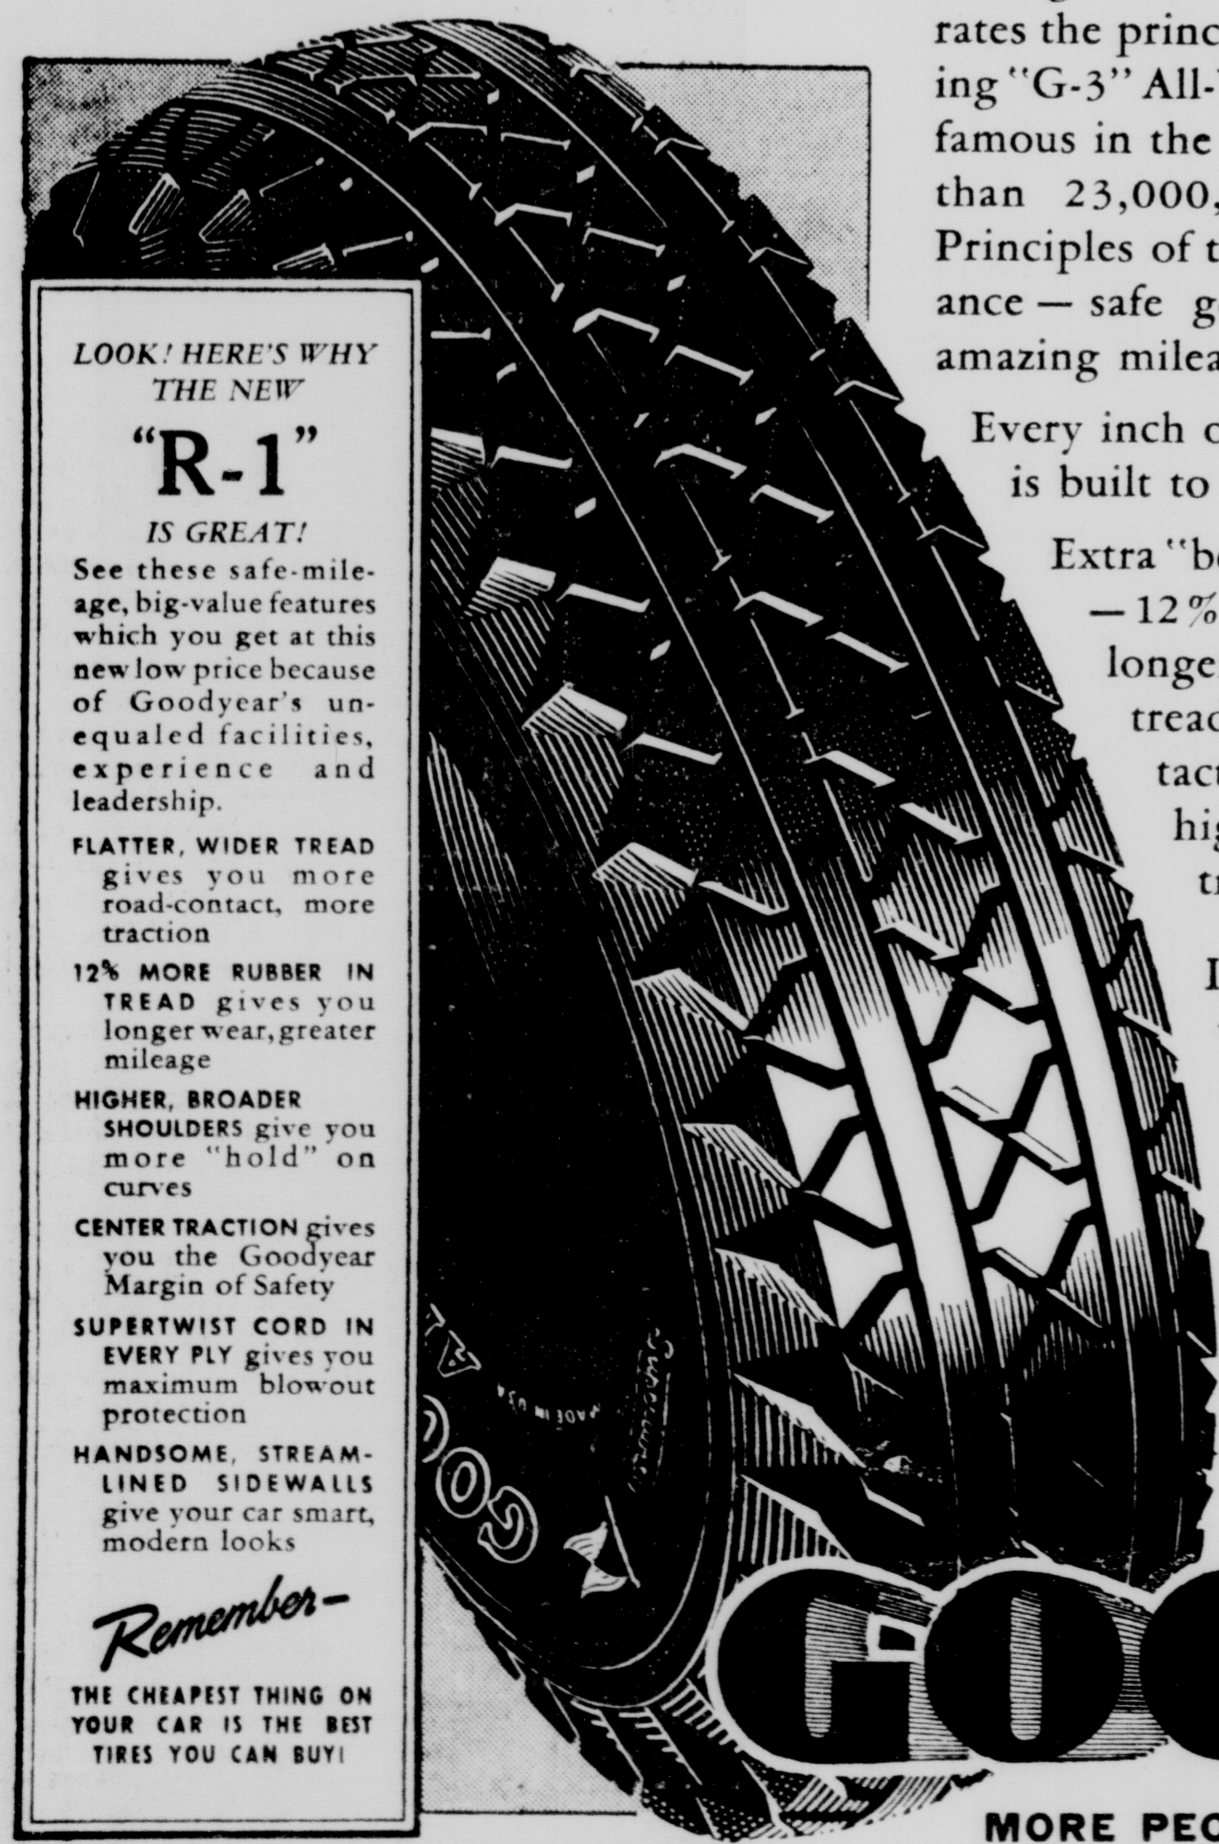 LOOK! HERE'S WHY
THE NEW
"R-1"
IS GREAT!
See these safe-mile-
age, big-value features
which you get at this
new low price because
of Goodyear's un-
equaled facilities,
experience and
leadership.
FLATTER, WIDER TREAD
gives you more
road-contact, more
traction
12% MORE RUBBER IN
TREAD gives you
longer wear, greater
mileage
HIGHER, BROADER
SHOULDERS give you
more "hold" on
curves
CENTER TRACTION gives
you the Goodyear
Margin of Safety
SUPERTWIST CORD IN
EVERY PLY gives you
maximum blowout
protection
HANDSOME, STREAM-
LINED SIDEWALLS
give your car smart,
modern looks
Remember—
THE CHEAPEST THING ON
YOUR CAR IS THE BEST
TIRES YOU CAN BUY!
rates the princ
ing "G-3" All-
famous in the
than 23,000,
Principles of t
ance — safe g
amazing milea
Every inch o
is built to
Extra "b
— 12%
longe
tread
tact
hig
tr
MADE IN USA
GOO
GOO
MORE PEO